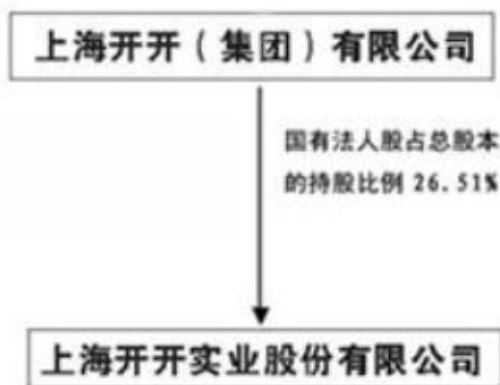 上海开开（集团）有限公司
国有法人股占总股本
的持股比例 26.51%
上海开开实业股份有限公司